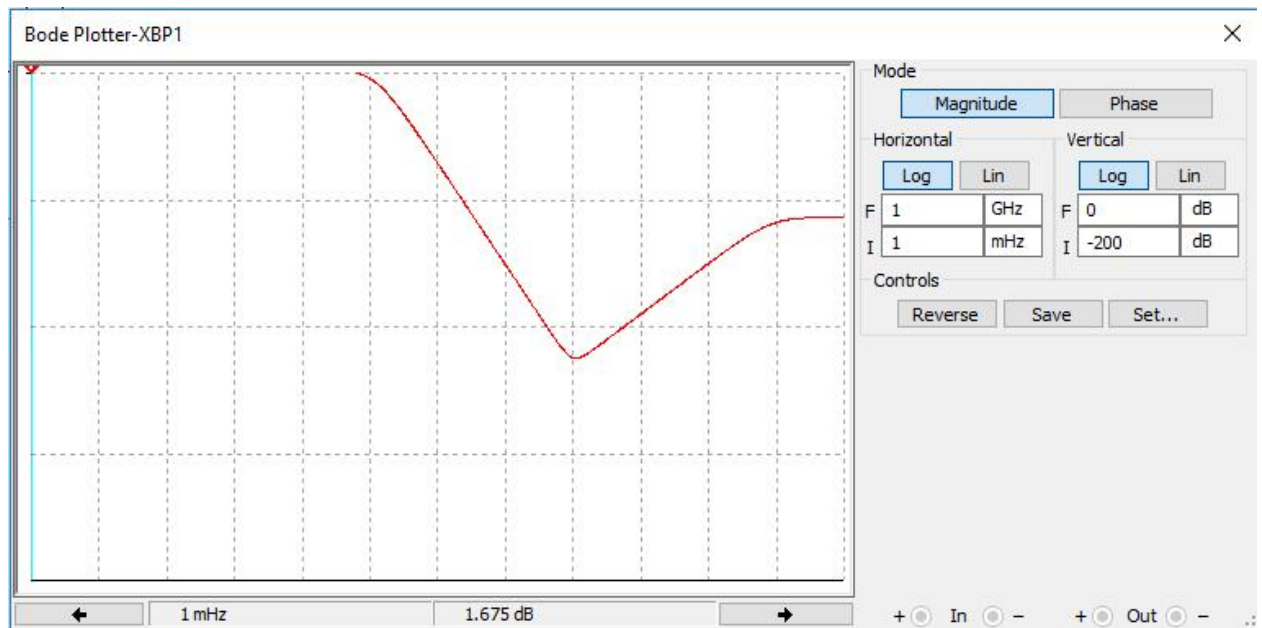 Bode Plotter-XBP1
Mode
Magnitude Phase
Horizontal Vertical
Log Lin Log Lin
F 1 GHz F 0 dB
I 1 mHz I -200 dB
Controls
Reverse Save Set...
1 mHz 1.675 dB
+ In - + Out -